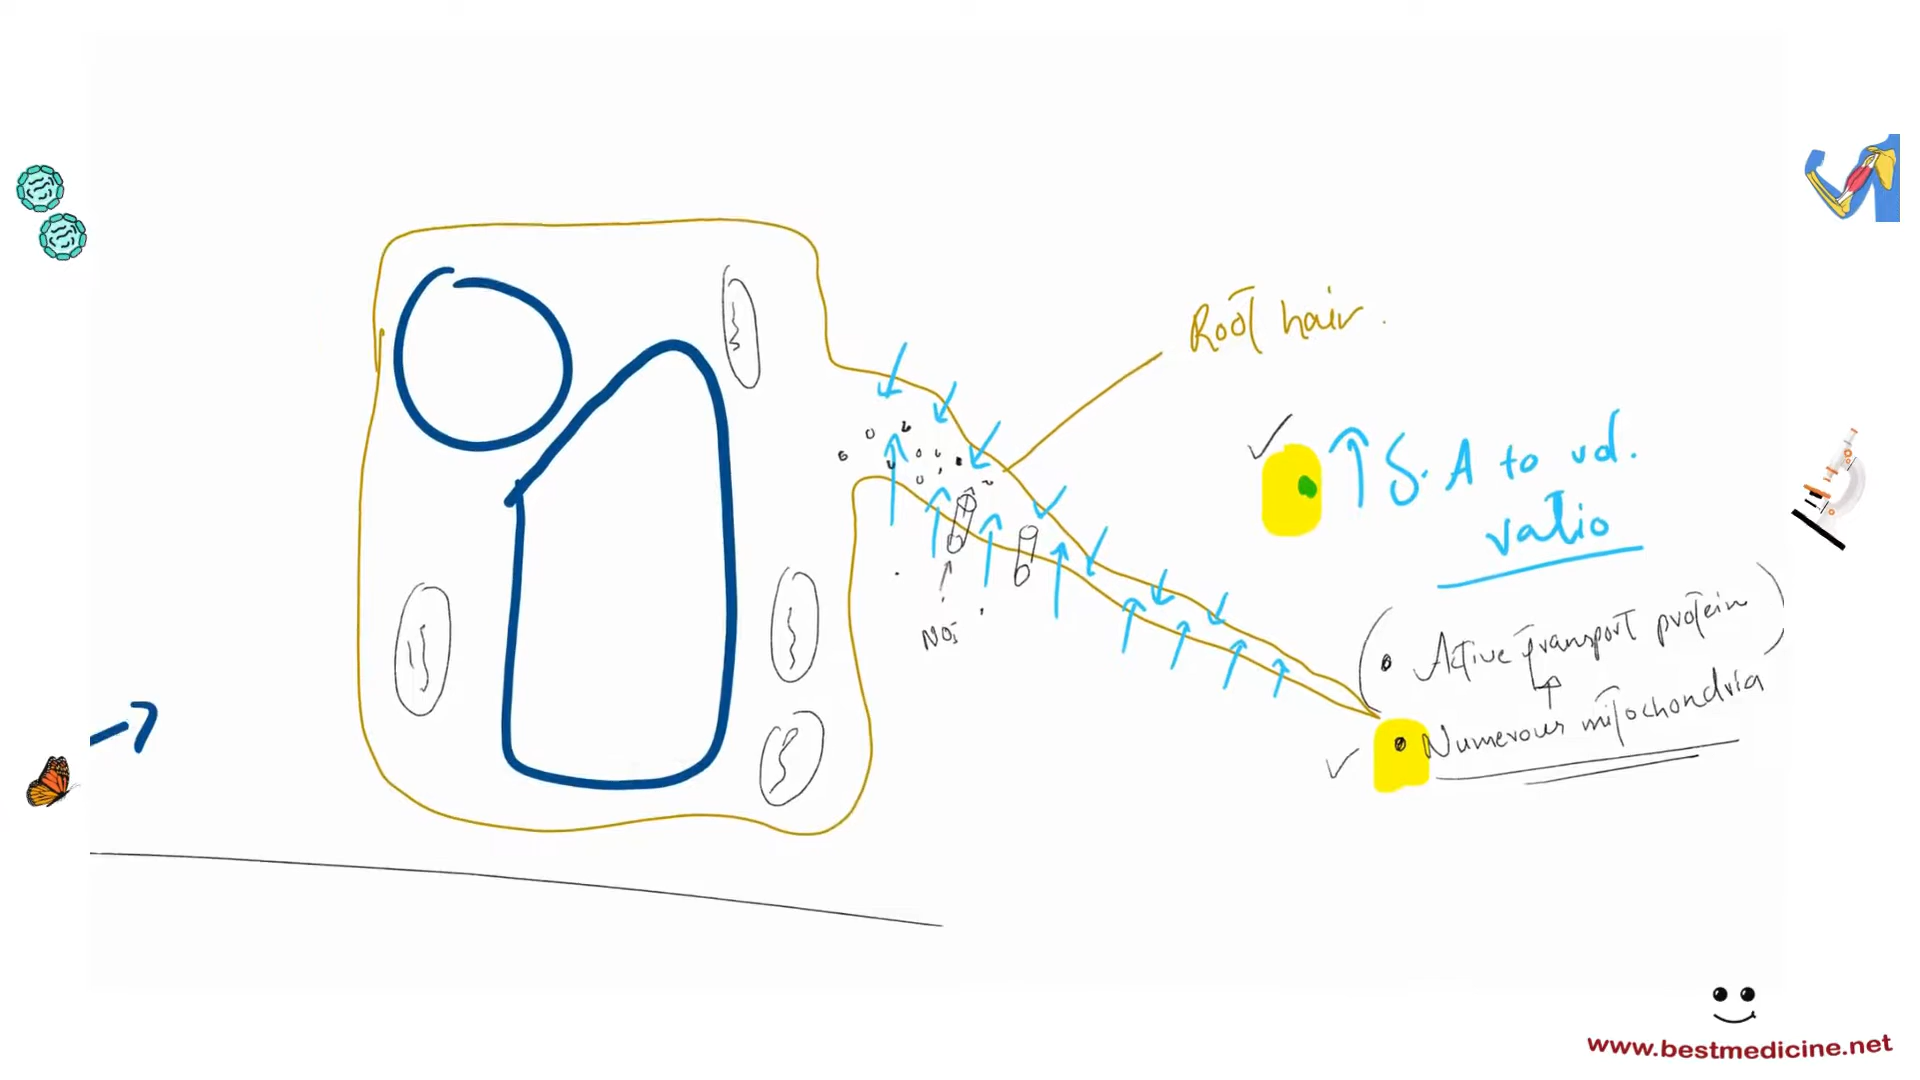 Root hair.
↑ S.A to vol.
ratio
NO₃⁻
• Active transport protein
• Numerous mitochondria
www.bestmedicine.net